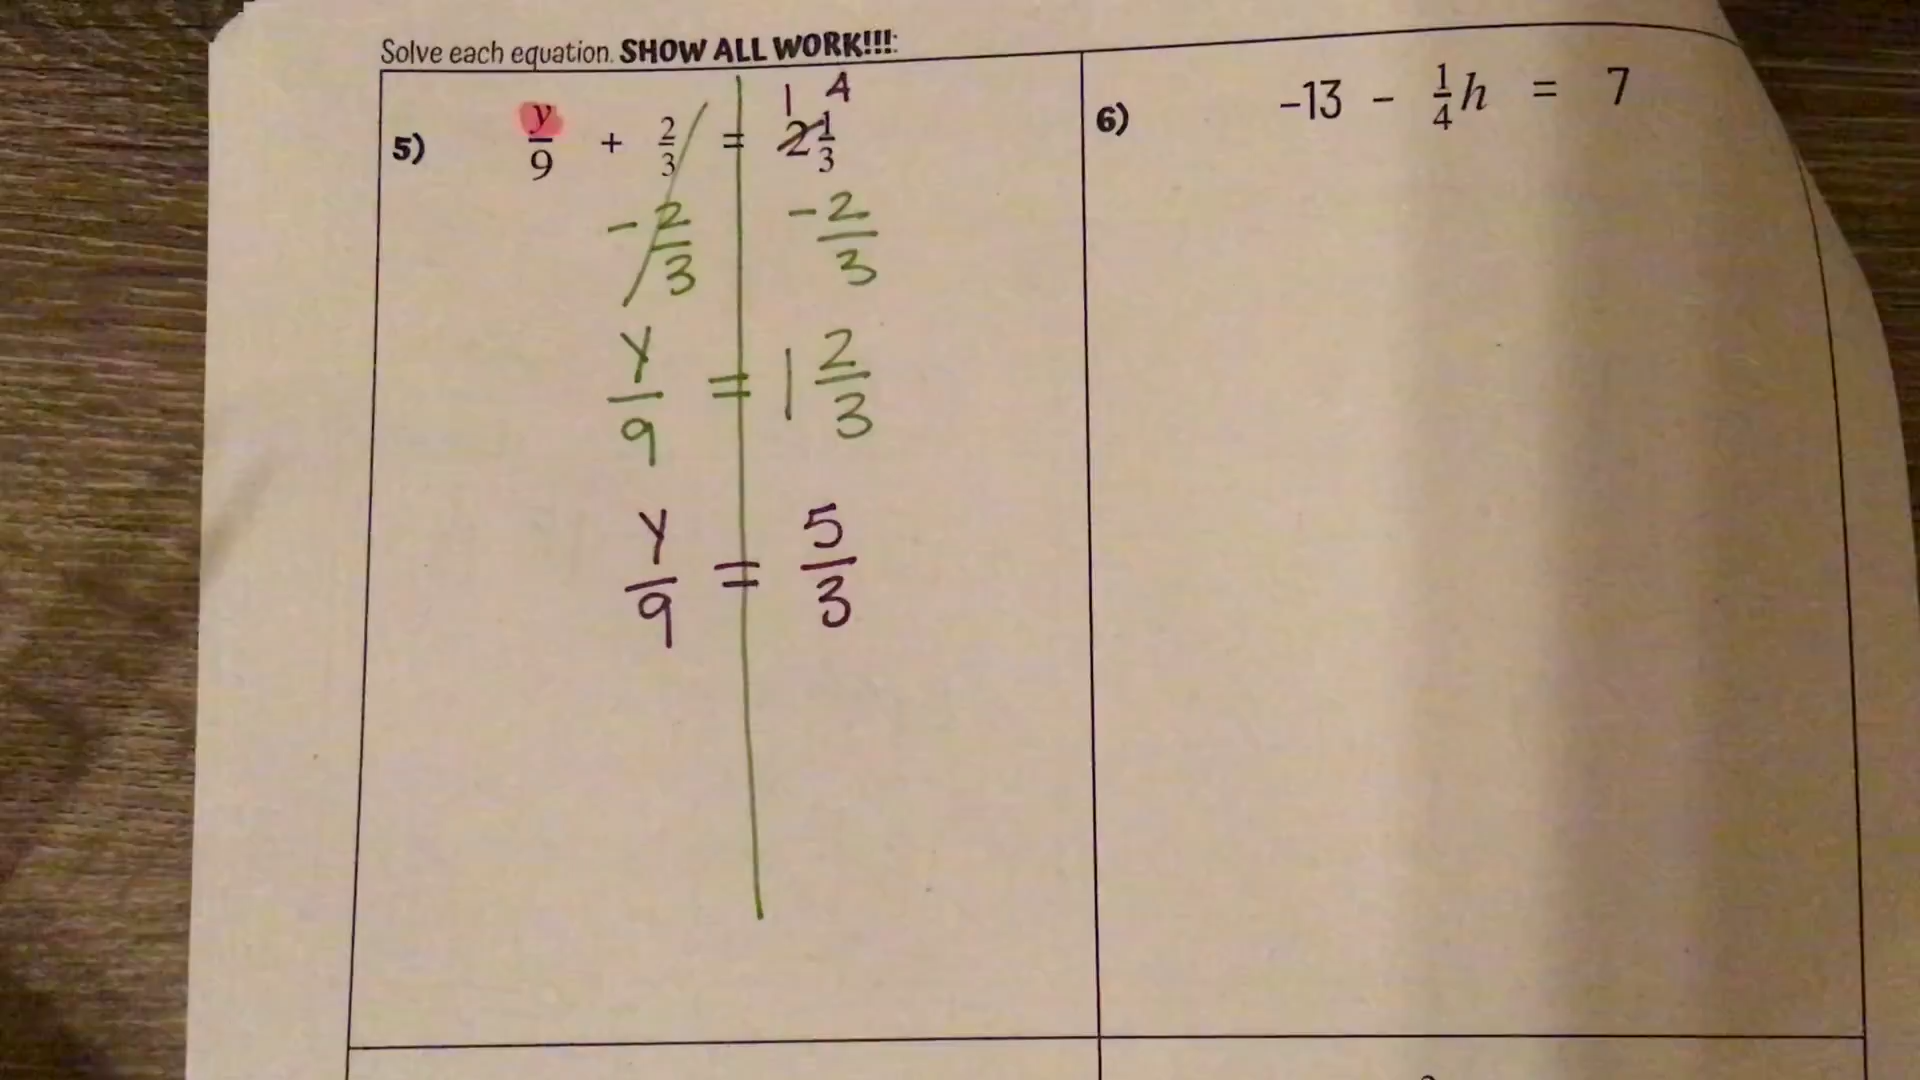 Solve each equation. SHOW ALL WORK!!!:
5) y/9 + 2/3 = 2 1/3
1 4
- 2/3 - 2/3
y/9 = 1 2/3
y/9 = 5/3
6) -13 - 1/4 h = 7